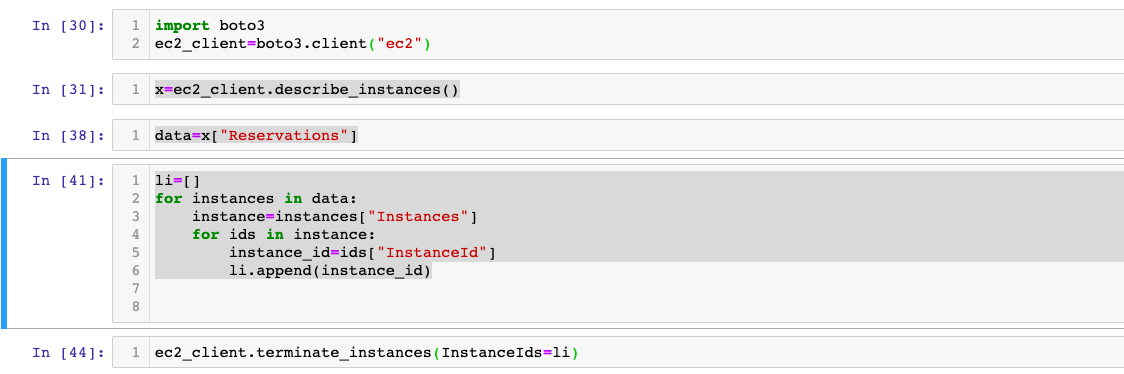 In [30]:
1 import boto3
2 ec2_client=boto3.client("ec2")
In [31]:
1 x=ec2_client.describe_instances()
In [38]:
1 data=x["Reservations"]
In [41]:
1 li=[]
2 for instances in data:
3     instance=instances["Instances"]
4     for ids in instance:
5         instance_id=ids["InstanceId"]
6         li.append(instance_id)
7
8
In [44]:
1 ec2_client.terminate_instances(InstanceIds=li)